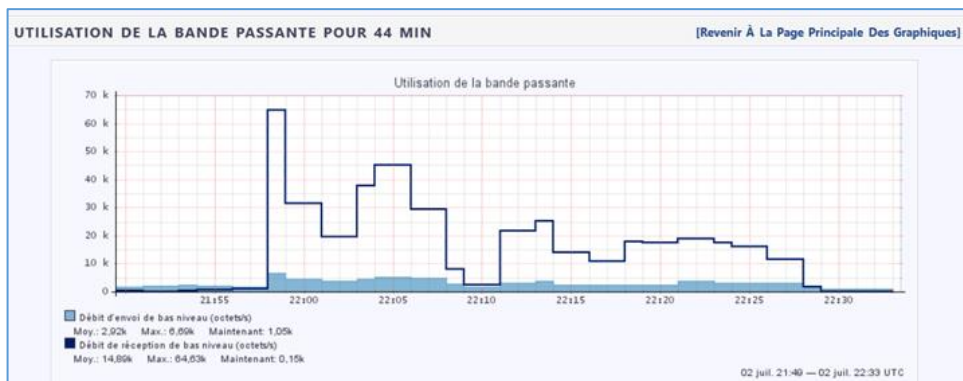 UTILISATION DE LA BANDE PASSANTE POUR 44 MIN [Revenir À La Page Principale Des Graphiques]
Utilisation de la bande passante
70 k
60 k
50 k
40 k
30 k
20 k
10 k
0
21:55 22:00 22:05 22:10 22:15 22:20 22:25 22:30
Débit d'envoi de bas niveau (octets/s)
Moy.: 2,92k Max.: 6,69k Maintenant: 1,05k
Débit de réception de bas niveau (octets/s)
Moy.: 14,89k Max.: 64,63k Maintenant: 0,15k
02 juil. 21:49 — 02 juil. 22:33 UTC